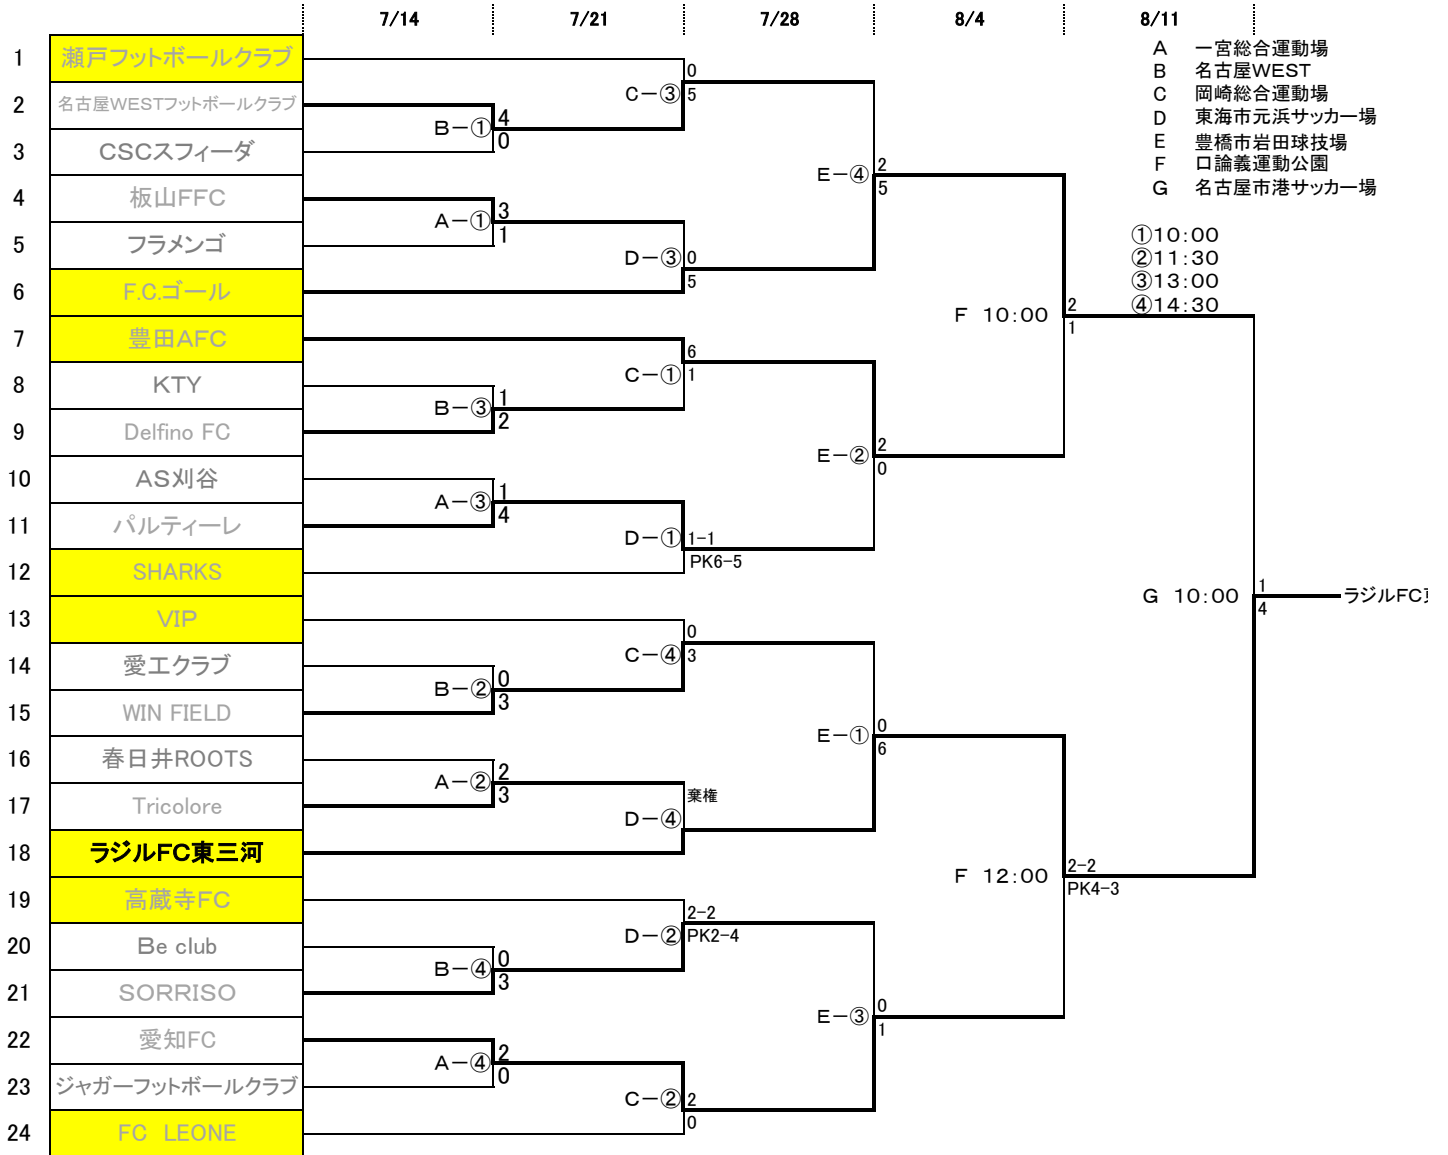 7/14 7/21 7/28 8/4 8/11
A 一宮総合運動場
B 名古屋WEST
C 岡崎総合運動場
D 東海市元浜サッカー場
E 豊橋市岩田球技場
F 口論義運動公園
G 名古屋市港サッカー場
①10:00
②11:30
③13:00
④14:30
1 瀬戸フットボールクラブ
2 名古屋WESTフットボールクラブ
3 CSCスフィーダ
4 板山FFC
5 フラメンゴ
6 F.C.ゴール
7 豊田AFC
8 KTY
9 Delfino FC
10 AS刈谷
11 パルティーレ
12 SHARKS
13 VIP
14 愛工クラブ
15 WIN FIELD
16 春日井ROOTS
17 Tricolore
18 ラジルFC東三河
19 高蔵寺FC
20 Be club
21 SORRISO
22 愛知FC
23 ジャガーフットボールクラブ
24 FC LEONE
B-① 4
0
A-① 3
1
B-③ 1
2
A-③ 1
4
B-② 0
3
A-② 2
3
B-④ 0
3
A-④ 2
0
C-③ 0
5
D-③ 0
5
C-① 6
1
D-① 1-1
PK6-5
C-④ 0
3
D-④ 棄権
D-② 2-2
PK2-4
C-② 2
0
E-④ 2
5
E-② 2
0
E-① 0
6
E-③ 0
1
F 10:00 2
1
F 12:00 2-2
PK4-3
G 10:00 1
4
ラジルFC